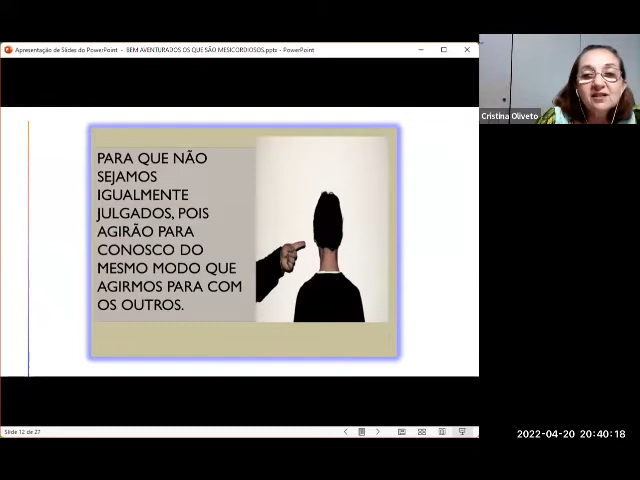 Apresentação de Slides do PowerPoint - BEM AVENTURADOS OS QUE SÃO MESICORDIOSOS.pptx - PowerPoint
Cristina Oliveto
PARA QUE NÃO
SEJAMOS
IGUALMENTE
JULGADOS, POIS
AGIRÃO PARA
CONOSCO DO
MESMO MODO QUE
AGIRMOS PARA COM
OS OUTROS.
Slide 12 de 27
2022-04-20 20:40:18